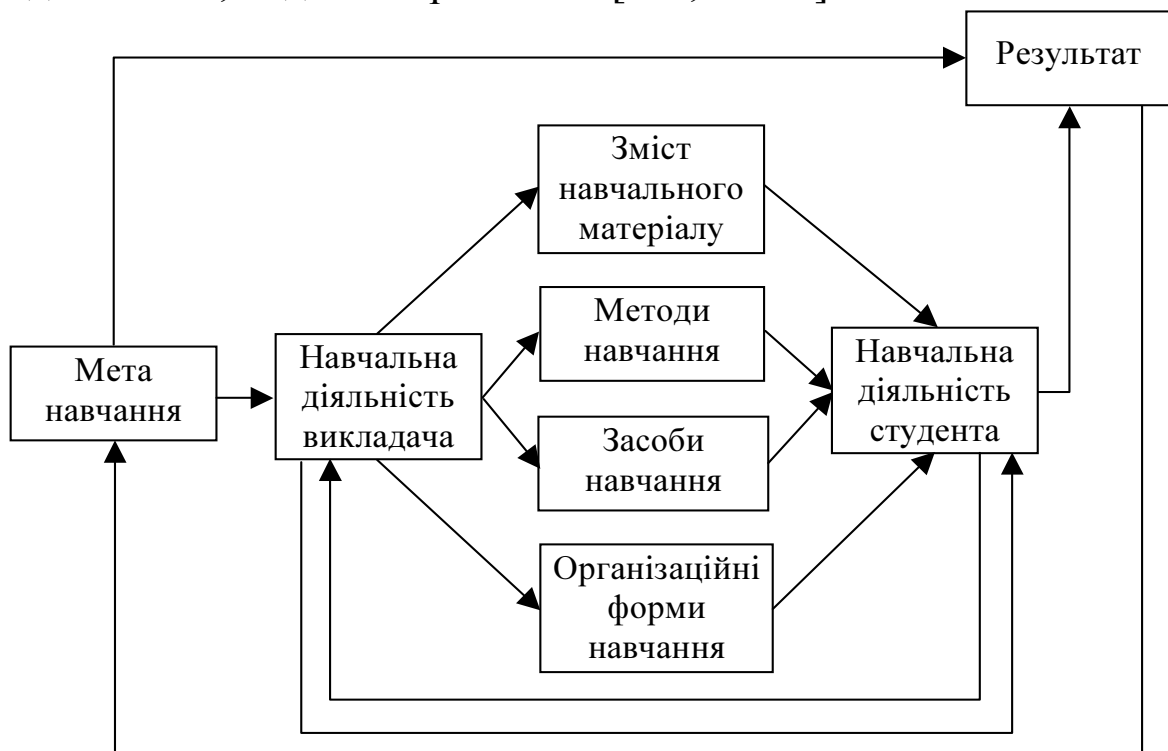 Результат
Зміст
навчального
матеріалу
Методи
навчання
Мета
навчання
Навчальна
діяльність
викладача
Навчальна
діяльність
студента
Засоби
навчання
Організаційні
форми
навчання